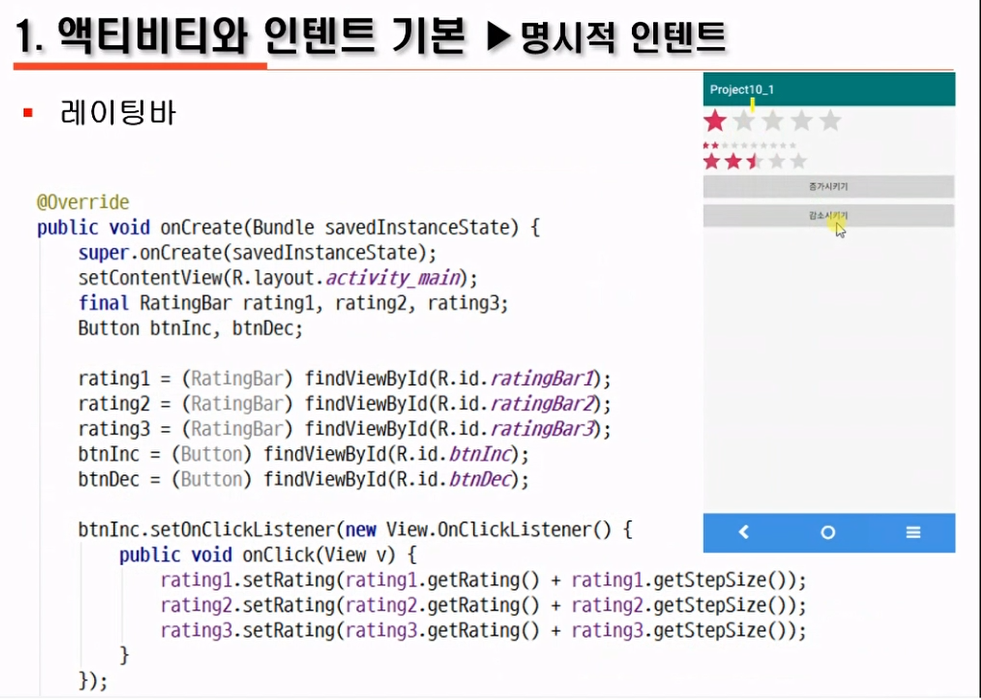 1. 액티비티와 인텐트 기본 ▶명시적 인텐트
▪ 레이팅바
Project10_1
증가시키기
감소시키기
@Override
public void onCreate(Bundle savedInstanceState) {
super.onCreate(savedInstanceState);
setContentView(R.layout.activity_main);
final RatingBar rating1, rating2, rating3;
Button btnInc, btnDec;
rating1 = (RatingBar) findViewById(R.id.ratingBar1);
rating2 = (RatingBar) findViewById(R.id.ratingBar2);
rating3 = (RatingBar) findViewById(R.id.ratingBar3);
btnInc = (Button) findViewById(R.id.btnInc);
btnDec = (Button) findViewById(R.id.btnDec);
btnInc.setOnClickListener(new View.OnClickListener() {
public void onClick(View v) {
rating1.setRating(rating1.getRating() + rating1.getStepSize());
rating2.setRating(rating2.getRating() + rating2.getStepSize());
rating3.setRating(rating3.getRating() + rating3.getStepSize());
}
});